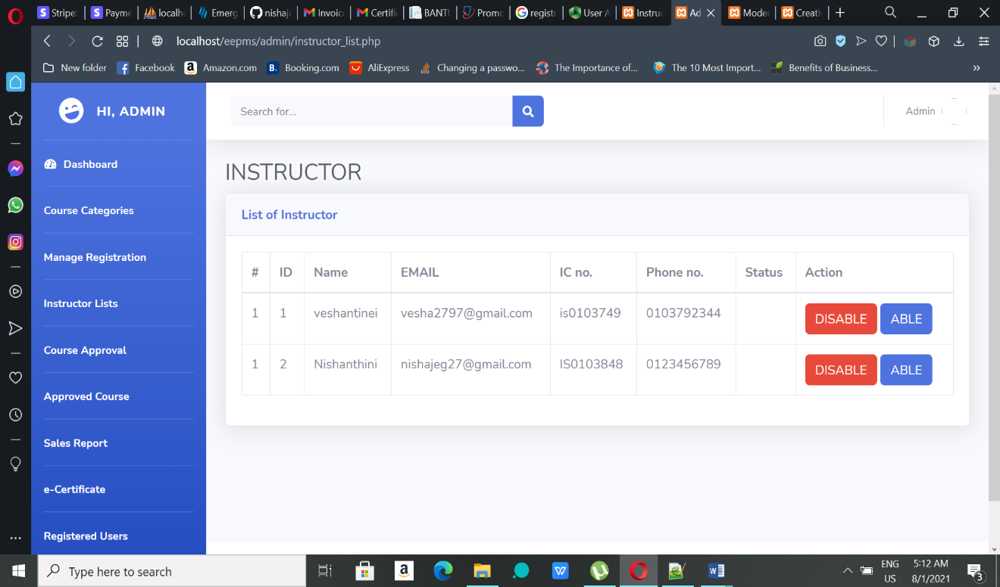 Stripe: Payme localh Emerg nishaj Invoic Certifi BANTU Promo registr User A Instruc Ad Moder Creativ
localhost/eepms/admin/instructor_list.php
New folder Facebook Amazon.com Booking.com AliExpress Changing a passwo... The Importance of... The 10 Most Import... Benefits of Business... »
HI, ADMIN
Search for...
Admin
Dashboard
Course Categories
Manage Registration
Instructor Lists
Course Approval
Approved Course
Sales Report
e-Certificate
Registered Users
INSTRUCTOR
List of Instructor
# ID Name EMAIL IC no. Phone no. Status Action
1 1 veshantinei vesha2797@gmail.com is0103749 0103792344 DISABLE ABLE
1 2 Nishanthini nishajeg27@gmail.com IS0103848 0123456789 DISABLE ABLE
Type here to search
ENG 5:12 AM
US 8/1/2021 3